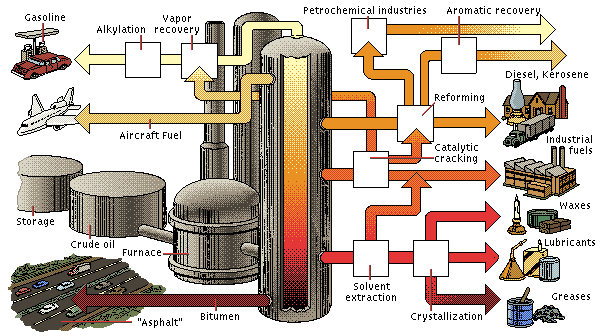 Gasoline
Alkylation
Vapor
recovery
Petrochemical industries
Aromatic recovery
Diesel, Kerosene
Reforming
Aircraft Fuel
Industrial
fuels
Catalytic
cracking
Storage
Crude oil
Furnace
Waxes
Lubricants
Solvent
extraction
Greases
"Asphalt"
Bitumen
Crystallization